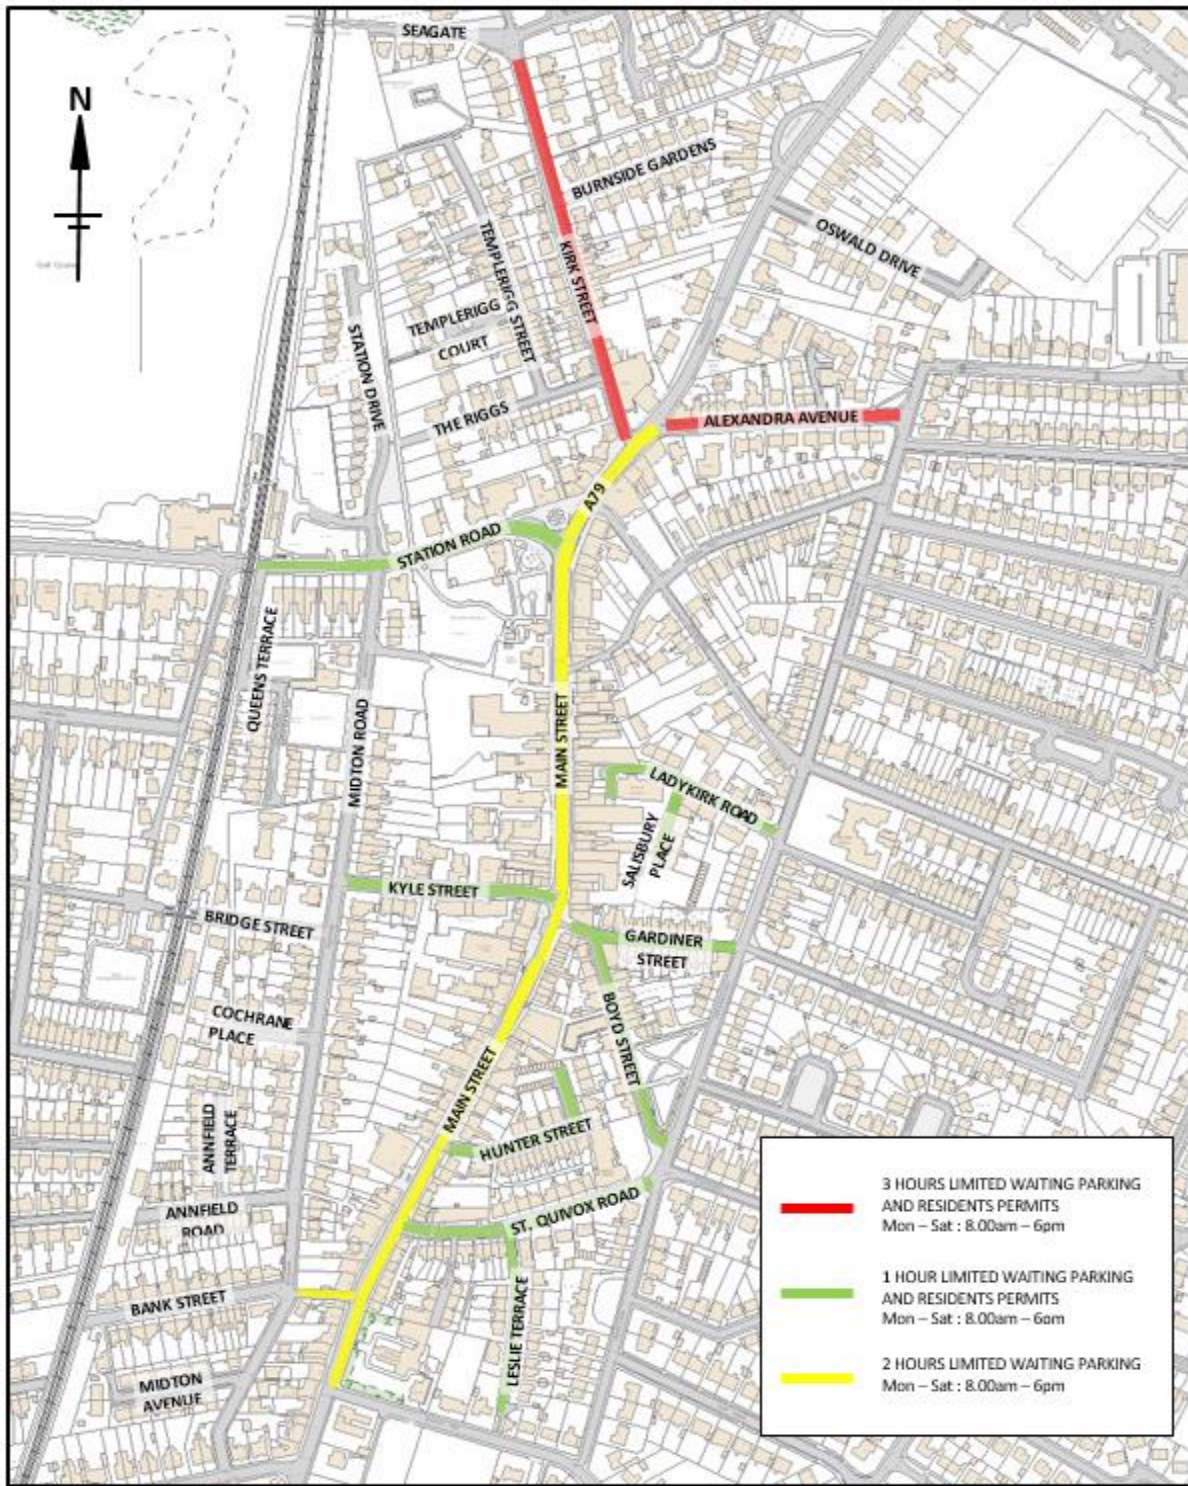 SEAGATE
N
BURNSIDE GARDENS
OSWALD DRIVE
TEMPLERIGG STREET
KIRK STREET
TEMPLERIGG
COURT
STATION DRIVE
THE RIGGS
ALEXANDRA AVENUE
A79
STATION ROAD
QUEENS TERRACE
MIDTON ROAD
MAIN STREET
LADYKIRK ROAD
SALISBURY
PLACE
KYLE STREET
BRIDGE STREET
GARDINER
STREET
COCHRANE
PLACE
BOYD STREET
MAIN STREET
ANNFIELD
TERRACE
HUNTER STREET
ANNFIELD
ROAD
ST. QUIVOX ROAD
BANK STREET
LESLIE TERRACE
MIDTON
AVENUE
3 HOURS LIMITED WAITING PARKING
AND RESIDENTS PERMITS
Mon – Sat : 8.00am – 6pm
1 HOUR LIMITED WAITING PARKING
AND RESIDENTS PERMITS
Mon – Sat : 8.00am – 6pm
2 HOURS LIMITED WAITING PARKING
Mon – Sat : 8.00am – 6pm